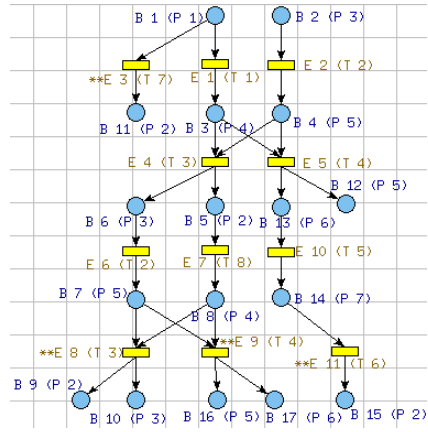 B 1 (P 1)
B 2 (P 3)
**E 3 (T 7)
E 1 (T 1)
E 2 (T 2)
B 11 (P 2)
B 3 (P 4)
B 4 (P 5)
E 4 (T 3)
E 5 (T 4)
B 12 (P 5)
B 6 (P 3)
B 5 (P 2)
B 13 (P 6)
E 6 (T 2)
E 7 (T 8)
E 10 (T 5)
B 7 (P 5)
B 8 (P 4)
B 14 (P 7)
**E 8 (T 3)
**E 9 (T 4)
**E 11 (T 6)
B 9 (P 2)
B 10 (P 3)
B 16 (P 5)
B 17 (P 6)
B 15 (P 2)